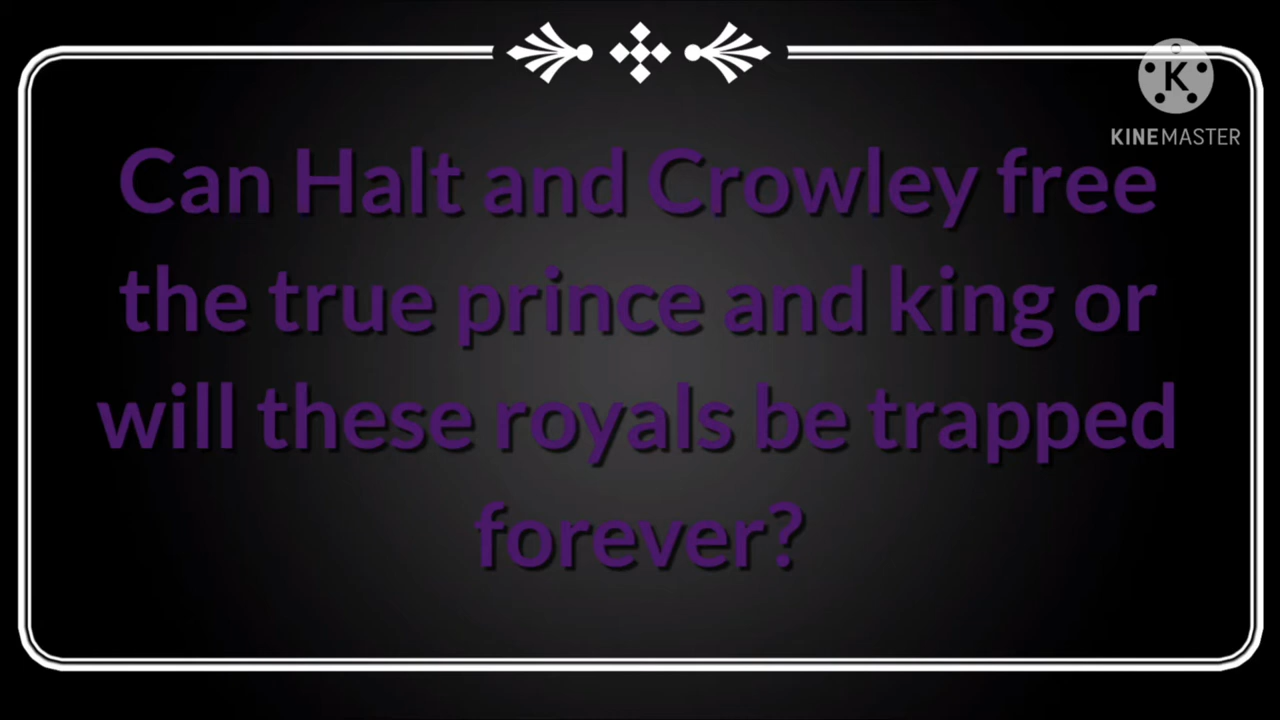 K
KINEMASTER
Can Halt and Crowley free
the true prince and king or
will these royals be trapped
forever?